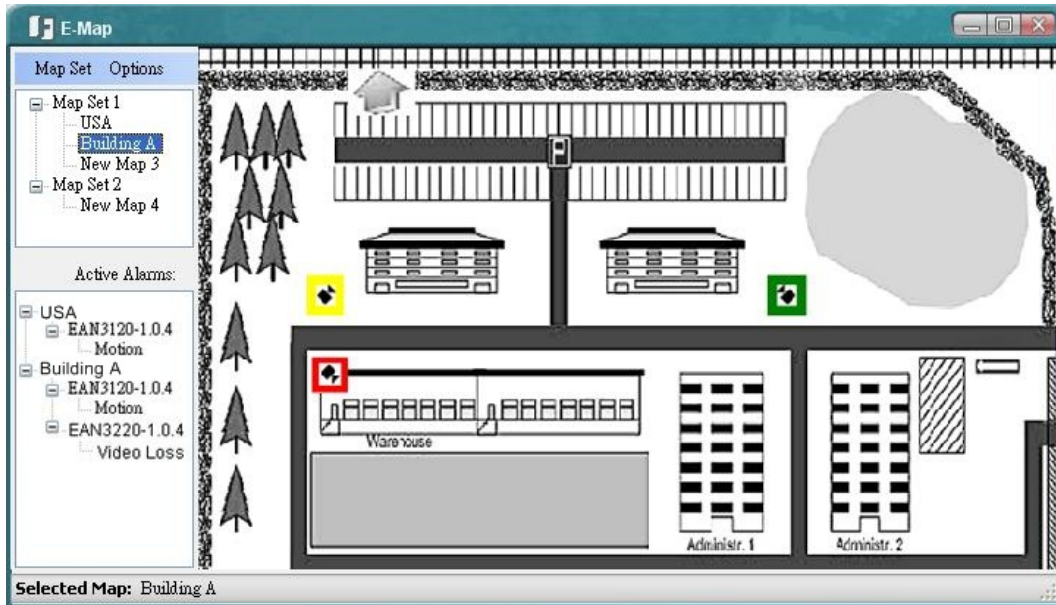 E-Map
Map Set Options
Map Set 1
USA
Building A
New Map 3
Map Set 2
New Map 4
Active Alarms:
USA
EAN3120-1.0.4
Motion
Building A
EAN3120-1.0.4
Motion
EAN3220-1.0.4
Video Loss
Warehouse
Administr. 1
Administr. 2
Selected Map: Building A